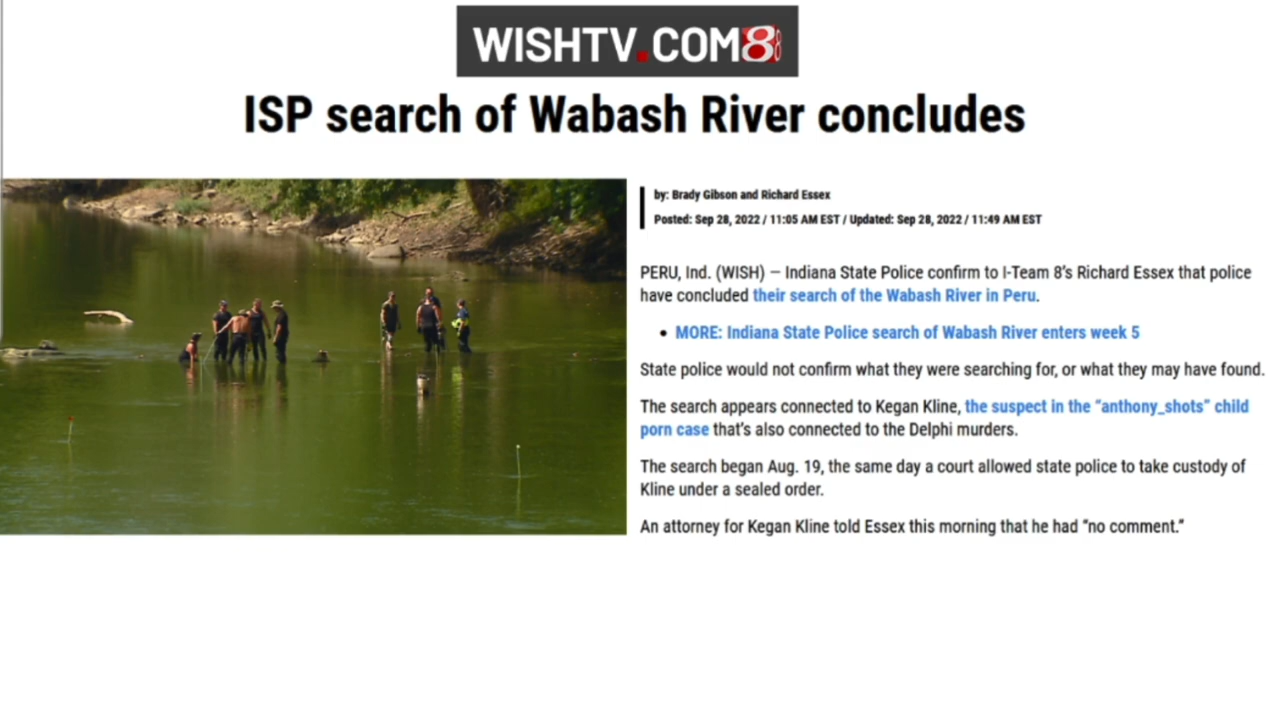 WISHTV.COM8
ISP search of Wabash River concludes
by: Brady Gibson and Richard Essex
Posted: Sep 28, 2022 / 11:05 AM EST / Updated: Sep 28, 2022 / 11:49 AM EST
PERU, Ind. (WISH) — Indiana State Police confirm to I-Team 8's Richard Essex that police
have concluded their search of the Wabash River in Peru.
• MORE: Indiana State Police search of Wabash River enters week 5
State police would not confirm what they were searching for, or what they may have found.
The search appears connected to Kegan Kline, the suspect in the “anthony_shots” child
porn case that's also connected to the Delphi murders.
The search began Aug. 19, the same day a court allowed state police to take custody of
Kline under a sealed order.
An attorney for Kegan Kline told Essex this morning that he had “no comment.”